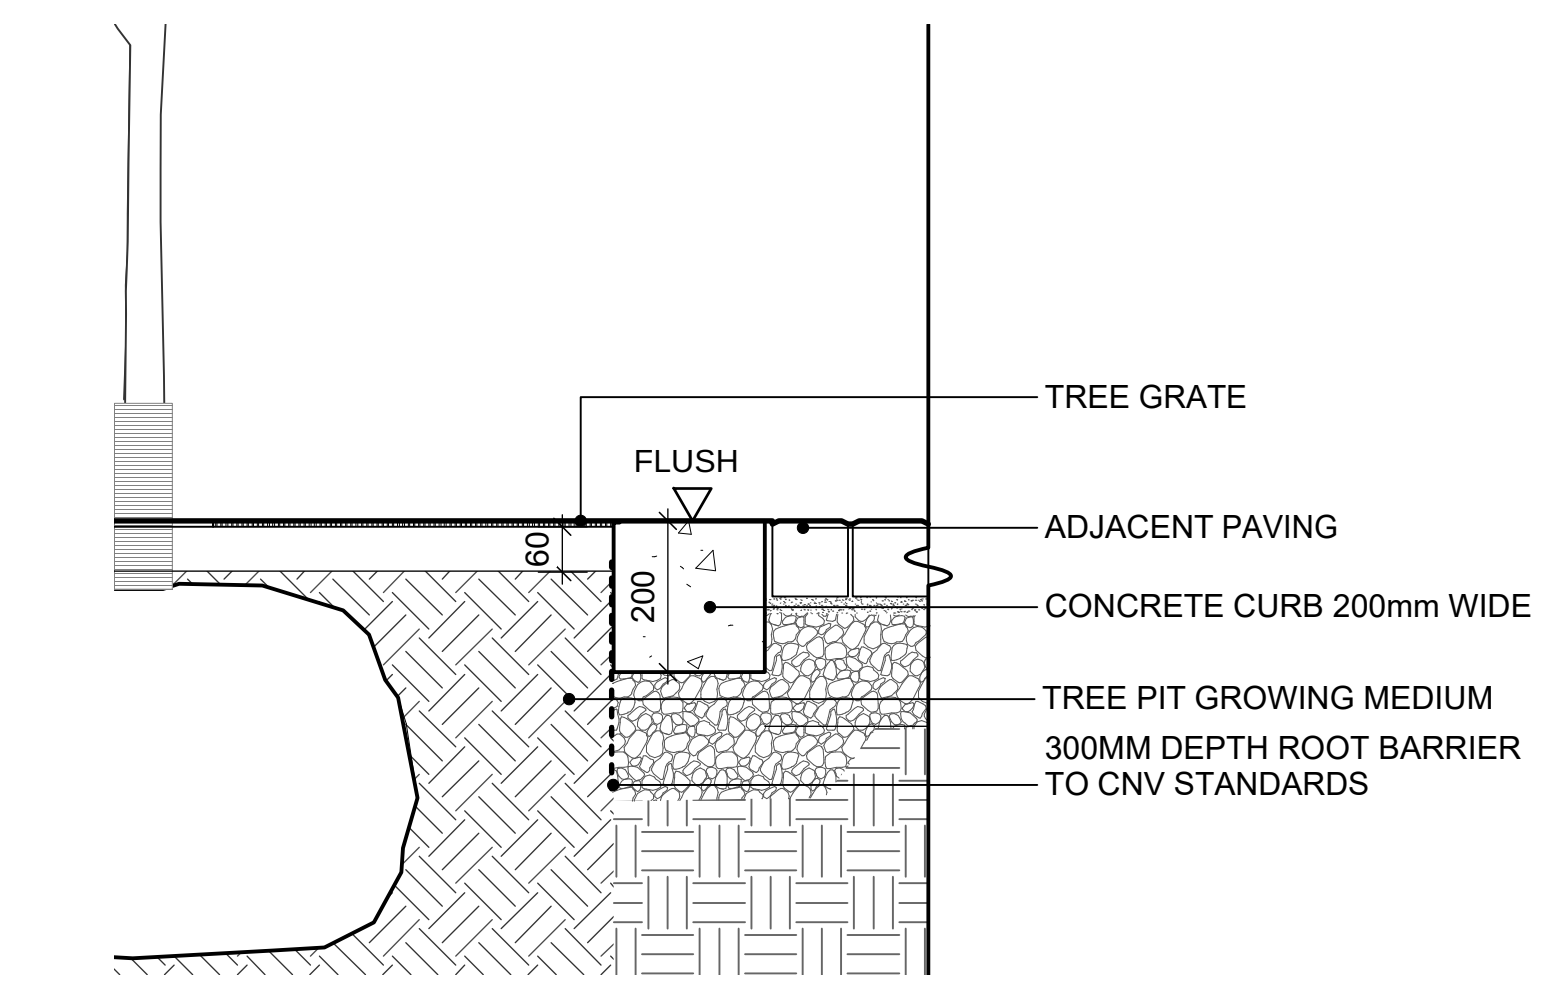 TREE GRATE
FLUSH
ADJACENT PAVING
60
200
CONCRETE CURB 200mm WIDE
TREE PIT GROWING MEDIUM
300MM DEPTH ROOT BARRIER
TO CNV STANDARDS